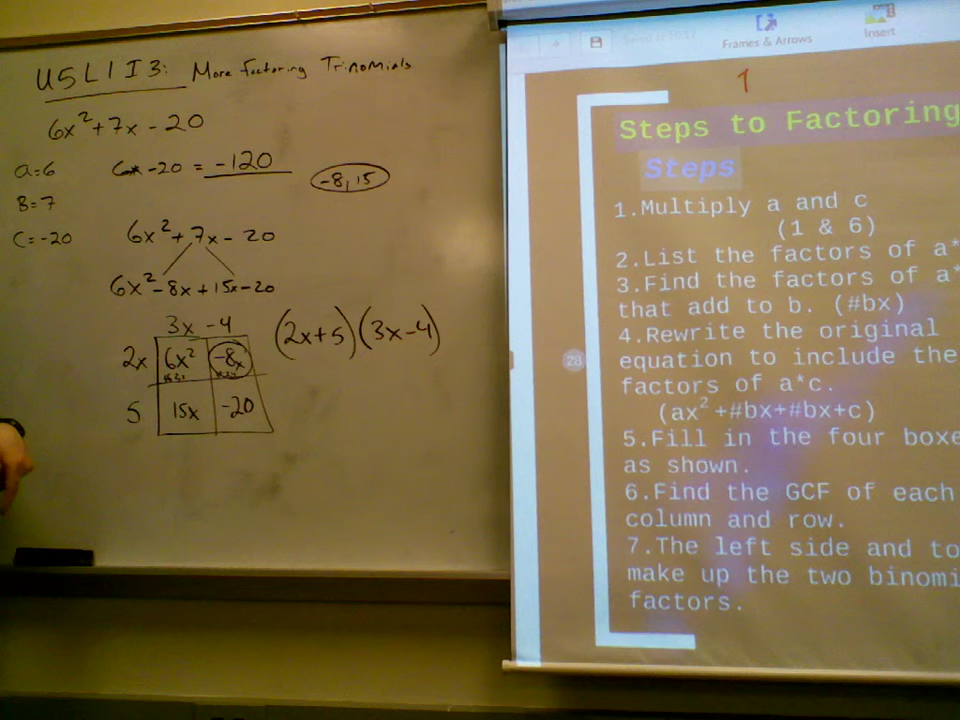 U5L1I3: More Factoring Trinomials
6x²+7x-20
a=6
6x-20 = -120
-8, 15
B=7
C=-20
6x²+7x-20
6x²-8x+15x-20
3x -4
(2x+5)(3x-4)
2x 6x² -8x
5 15x -20
Frames & Arrows
Insert
1
Steps to Factoring
Steps
1.Multiply a and c
(1 & 6)
2.List the factors of a*
3.Find the factors of a*
that add to b. (#bx)
4.Rewrite the original
28
equation to include the
factors of a*c.
(ax²+#bx+#bx+c)
5.Fill in the four boxe
as shown.
6.Find the GCF of each
column and row.
7.The left side and to
make up the two binomi
factors.